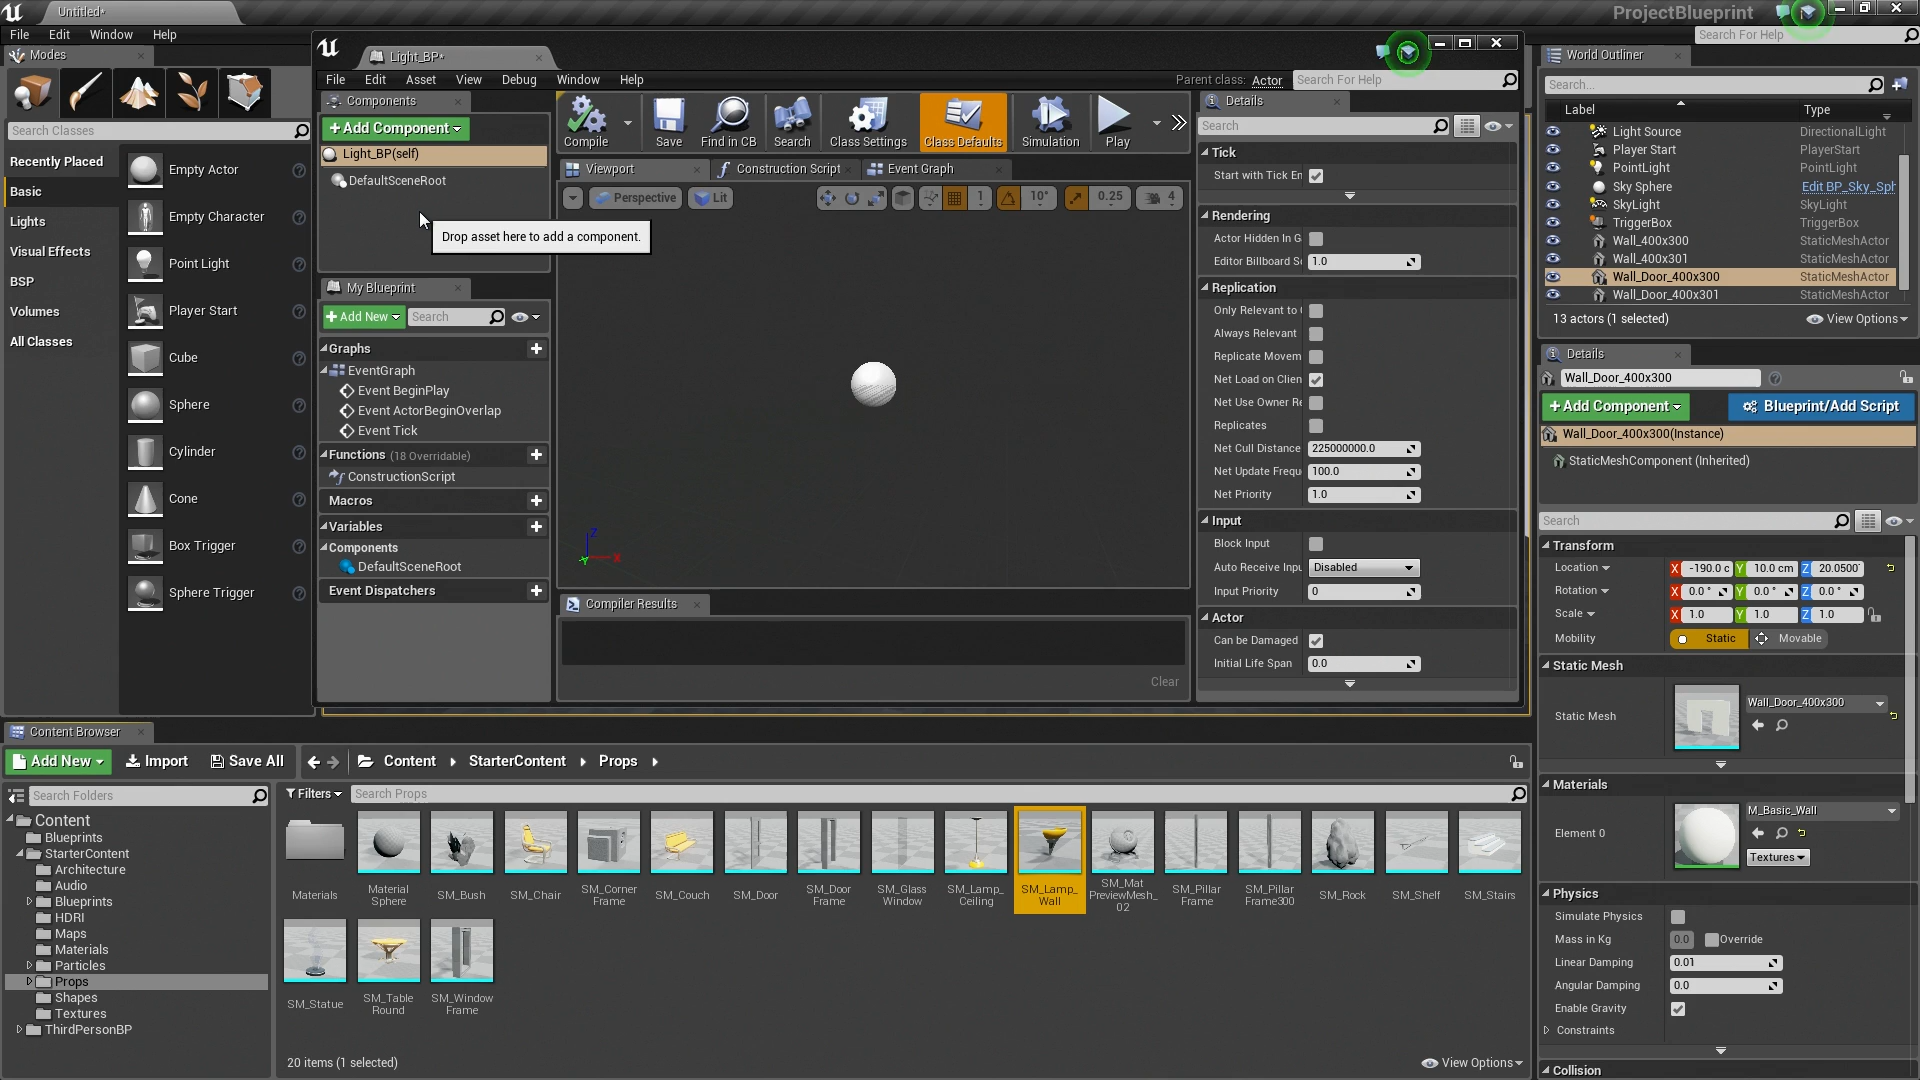 Untitled*
ProjectBlueprint
File Edit Window Help
Search For Help
Modes
Search Classes
Recently Placed
Basic
Lights
Visual Effects
BSP
Volumes
All Classes
Empty Actor
Empty Character
Point Light
Player Start
Cube
Sphere
Cylinder
Cone
Box Trigger
Sphere Trigger
Light_BP*
File Edit Asset View Debug Window Help
Parent class: Actor
Search For Help
Components
+ Add Component
Light_BP(self)
DefaultSceneRoot
Drop asset here to add a component.
My Blueprint
+ Add New
Search
Graphs
EventGraph
Event BeginPlay
Event ActorBeginOverlap
Event Tick
Functions (18 Overridable)
ConstructionScript
Macros
Variables
Components
DefaultSceneRoot
Event Dispatchers
Compile Save Find in CB Search Class Settings Class Defaults Simulation Play
Viewport Construction Script Event Graph
Perspective Lit 1 10° 0.25 4
Z
X
Y
Compiler Results
Clear
Details
Search
Tick
Start with Tick En
Rendering
Actor Hidden In G
Editor Billboard Sc 1.0
Replication
Only Relevant to
Always Relevant
Replicate Movem
Net Load on Clien
Net Use Owner Re
Replicates
Net Cull Distance 225000000.0
Net Update Frequ 100.0
Net Priority 1.0
Input
Block Input
Auto Receive Inpu Disabled
Input Priority 0
Actor
Can be Damaged
Initial Life Span 0.0
World Outliner
Search...
Label Type
Light Source DirectionalLight
Player Start PlayerStart
PointLight PointLight
Sky Sphere Edit BP_Sky_Sph
SkyLight SkyLight
TriggerBox TriggerBox
Wall_400x300 StaticMeshActor
Wall_400x301 StaticMeshActor
Wall_Door_400x300 StaticMeshActor
Wall_Door_400x301 StaticMeshActor
13 actors (1 selected)
View Options
Details
Wall_Door_400x300
+ Add Component
Blueprint/Add Script
Wall_Door_400x300(Instance)
StaticMeshComponent (Inherited)
Search
Transform
Location X -190.0 c Y 10.0 cm Z 20.0500
Rotation X 0.0 ° Y 0.0 ° Z 0.0 °
Scale X 1.0 Y 1.0 Z 1.0
Mobility Static Movable
Static Mesh
Static Mesh Wall_Door_400x300
Materials
Element 0 M_Basic_Wall
Textures
Physics
Simulate Physics
Mass in Kg 0.0 Override
Linear Damping 0.01
Angular Damping 0.0
Enable Gravity
Constraints
Collision
Content Browser
Add New Import Save All Content StarterContent Props
Search Folders
Content
Blueprints
StarterContent
Architecture
Audio
Blueprints
HDRI
Maps
Materials
Particles
Props
Shapes
Textures
ThirdPersonBP
Filters
Search Props
Materials
Material
Sphere
SM_Bush
SM_Chair
SM_Corner
Frame
SM_Couch
SM_Door
SM_Door
Frame
SM_Glass
Window
SM_Lamp_
Ceiling
SM_Lamp_
Wall
SM_Mat
PreviewMesh_
02
SM_Pillar
Frame
SM_Pillar
Frame300
SM_Rock
SM_Shelf
SM_Stairs
SM_Statue
SM_Table
Round
SM_Window
Frame
20 items (1 selected)
View Options